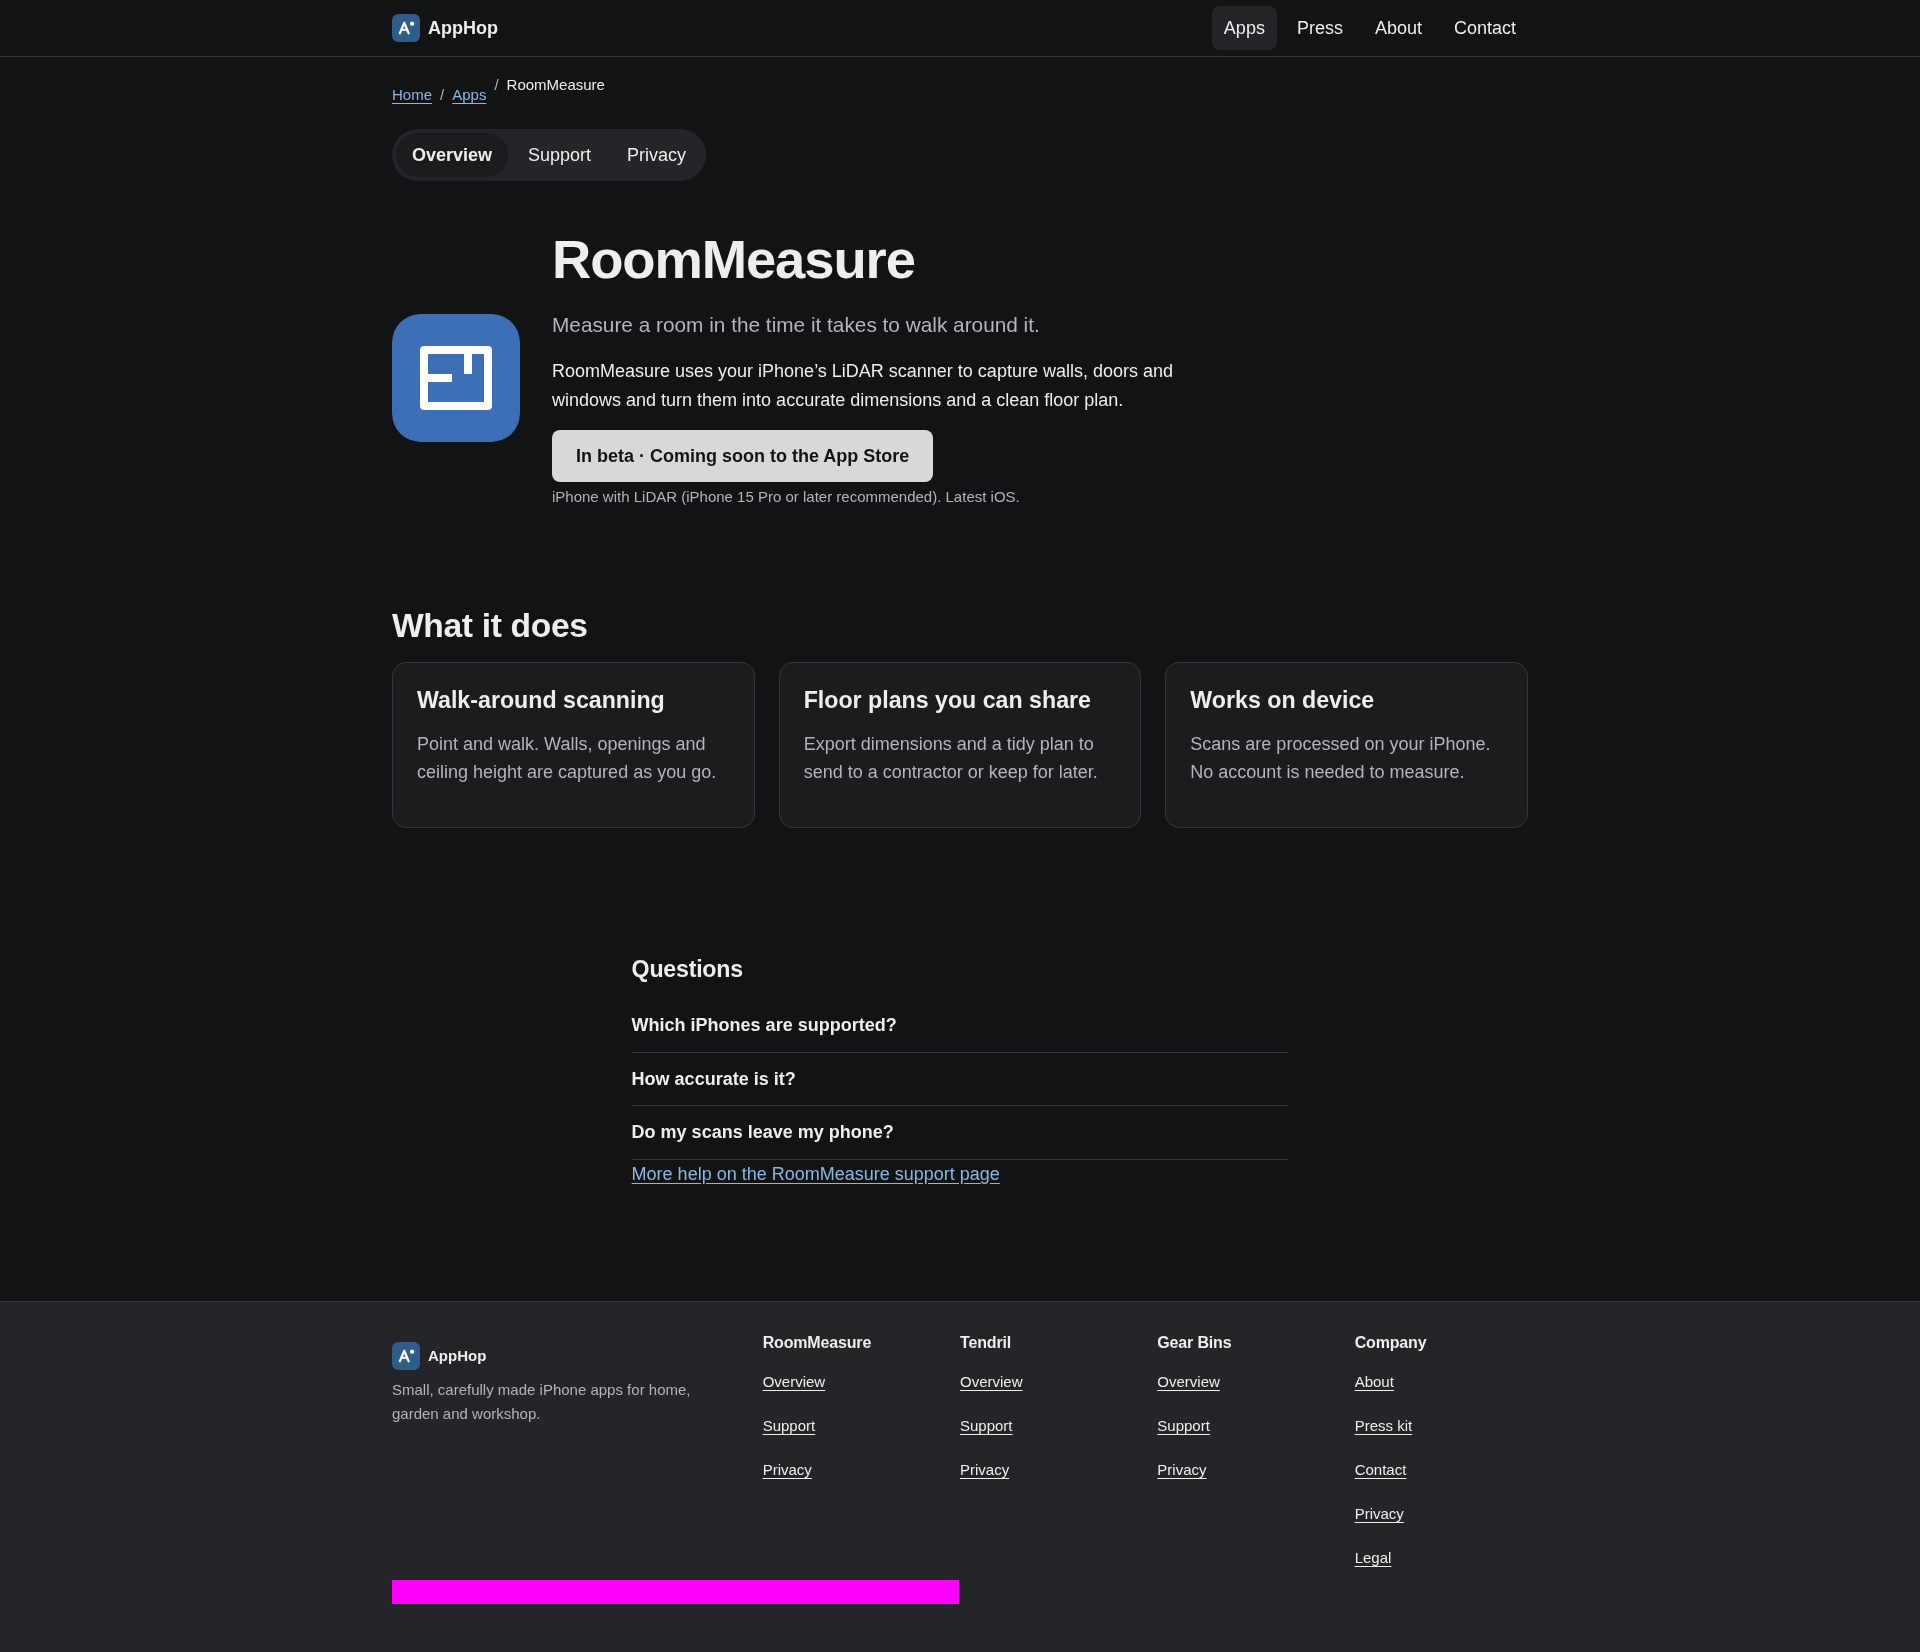 AppHop
Apps
Press
About
Contact
Home / Apps / RoomMeasure
Overview
Support
Privacy
RoomMeasure
Measure a room in the time it takes to walk around it.
RoomMeasure uses your iPhone’s LiDAR scanner to capture walls, doors and
windows and turn them into accurate dimensions and a clean floor plan.
In beta · Coming soon to the App Store
iPhone with LiDAR (iPhone 15 Pro or later recommended). Latest iOS.
What it does
Walk-around scanning
Point and walk. Walls, openings and
ceiling height are captured as you go.
Floor plans you can share
Export dimensions and a tidy plan to
send to a contractor or keep for later.
Works on device
Scans are processed on your iPhone.
No account is needed to measure.
Questions
Which iPhones are supported?
How accurate is it?
Do my scans leave my phone?
More help on the RoomMeasure support page
AppHop
Small, carefully made iPhone apps for home,
garden and workshop.
RoomMeasure
Overview
Support
Privacy
Tendril
Overview
Support
Privacy
Gear Bins
Overview
Support
Privacy
Company
About
Press kit
Contact
Privacy
Legal